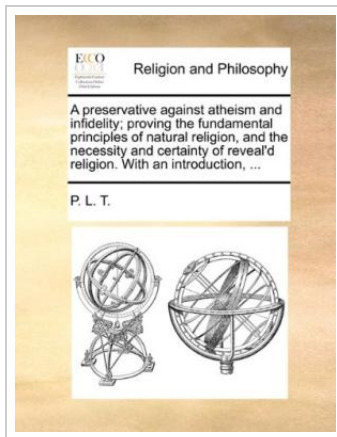 ECCO
Religion and Philosophy
A preservative against atheism and
infidelity; proving the fundamental
principles of natural religion, and the
necessity and certainty of reveal'd
religion. With an introduction, ...
P. L. T.